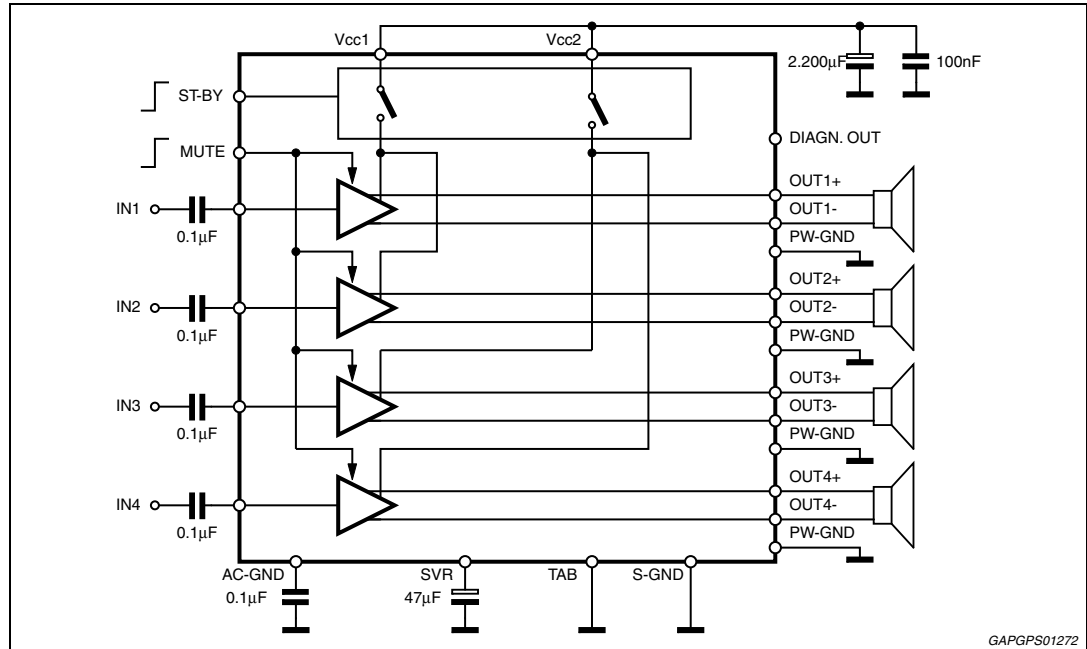 Vcc1
Vcc2
2.200µF
100nF
ST-BY
DIAGN. OUT
MUTE
OUT1+
IN1
OUT1-
0.1µF
PW-GND
OUT2+
IN2
OUT2-
0.1µF
PW-GND
OUT3+
IN3
OUT3-
0.1µF
PW-GND
OUT4+
IN4
OUT4-
0.1µF
PW-GND
AC-GND
SVR
TAB
S-GND
0.1µF
47µF
GAPGPS01272